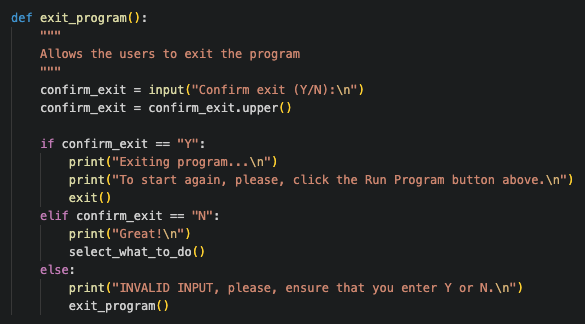 def exit_program():
    """
    Allows the users to exit the program
    """
    confirm_exit = input("Confirm exit (Y/N):\n")
    confirm_exit = confirm_exit.upper()

    if confirm_exit == "Y":
        print("Exiting program...\n")
        print("To start again, please, click the Run Program button above.\n")
        exit()
    elif confirm_exit == "N":
        print("Great!\n")
        select_what_to_do()
    else:
        print("INVALID INPUT, please, ensure that you enter Y or N.\n")
        exit_program()